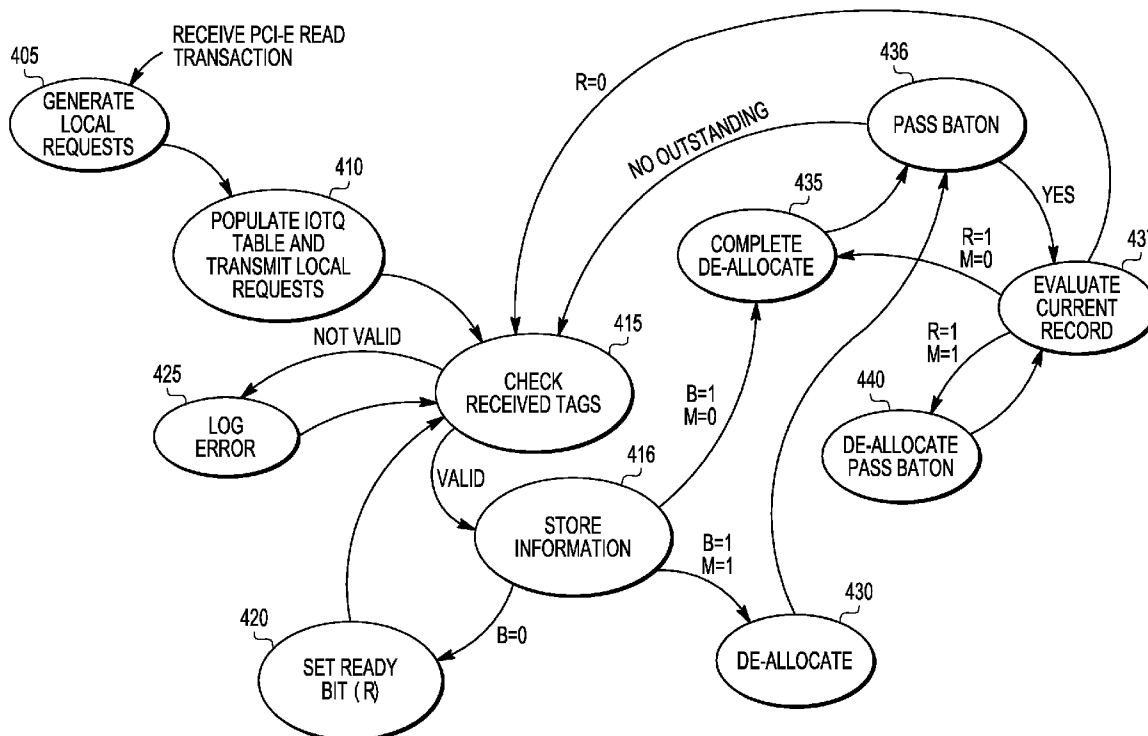 RECEIVE PCI-E READ
TRANSACTION
405
GENERATE
LOCAL
REQUESTS
410
POPULATE IOTQ
TABLE AND
TRANSMIT LOCAL
REQUESTS
R=0
NO OUTSTANDING
436
PASS BATON
YES
435
COMPLETE
DE-ALLOCATE
R=1
M=0
437
EVALUATE
CURRENT
RECORD
R=1
M=1
440
DE-ALLOCATE
PASS BATON
NOT VALID
425
LOG
ERROR
415
CHECK
RECEIVED TAGS
VALID
416
STORE
INFORMATION
B=1
M=0
B=1
M=1
430
DE-ALLOCATE
B=0
420
SET READY
BIT (R)